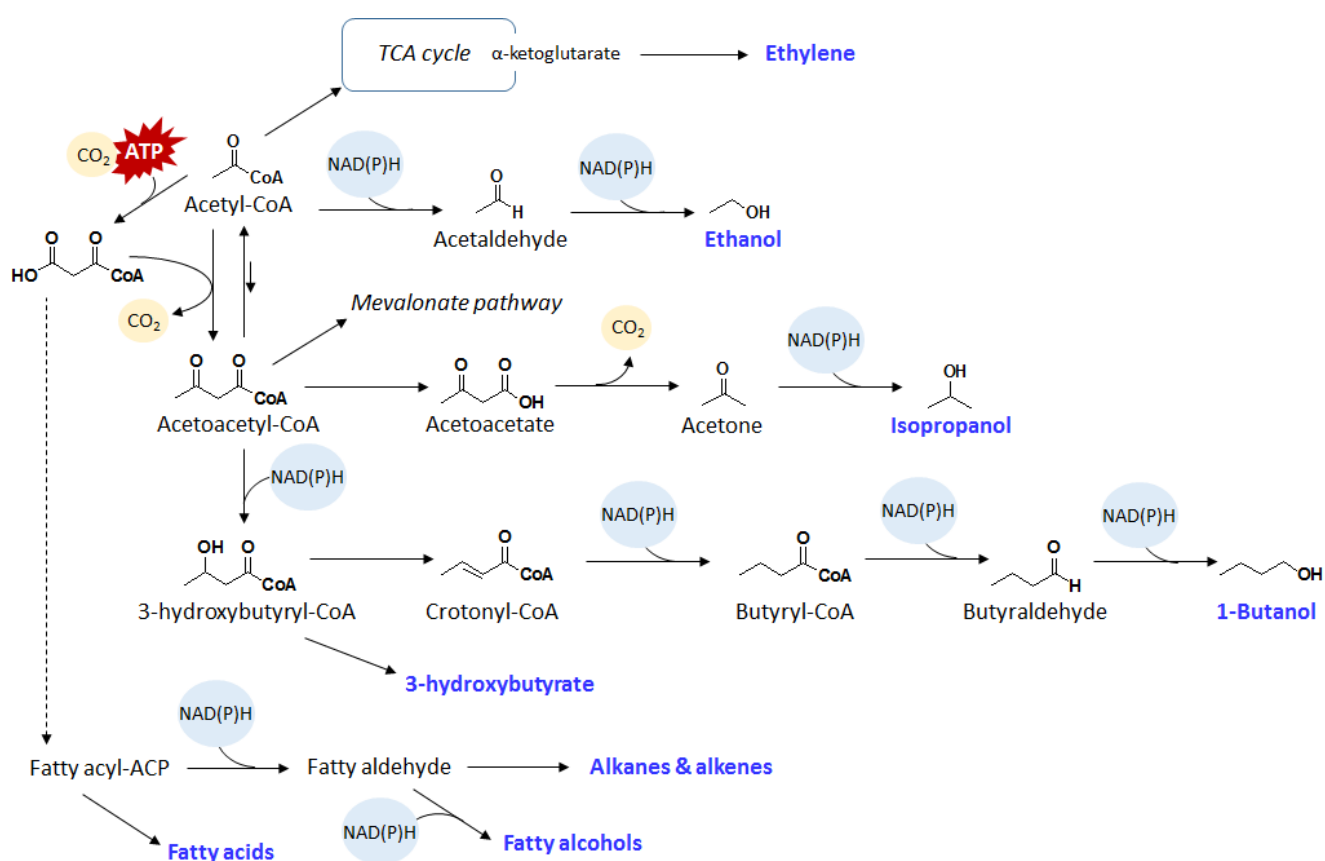 TCA cycle α-ketoglutarate Ethylene
CO2 ATP
O
CoA
Acetyl-CoA
NAD(P)H
O
H
Acetaldehyde
NAD(P)H
OH
Ethanol
O O
HO CoA
CO2
Mevalonate pathway
O O
CoA
Acetoacetyl-CoA
O O
OH
Acetoacetate
CO2
O
Acetone
NAD(P)H
OH
Isopropanol
NAD(P)H
OH O
CoA
3-hydroxybutyryl-CoA
O
CoA
Crotonyl-CoA
NAD(P)H
O
CoA
Butyryl-CoA
NAD(P)H
O
H
Butyraldehyde
NAD(P)H
OH
1-Butanol
3-hydroxybutyrate
NAD(P)H
Fatty acyl-ACP Fatty aldehyde Alkanes & alkenes
NAD(P)H
Fatty alcohols
Fatty acids